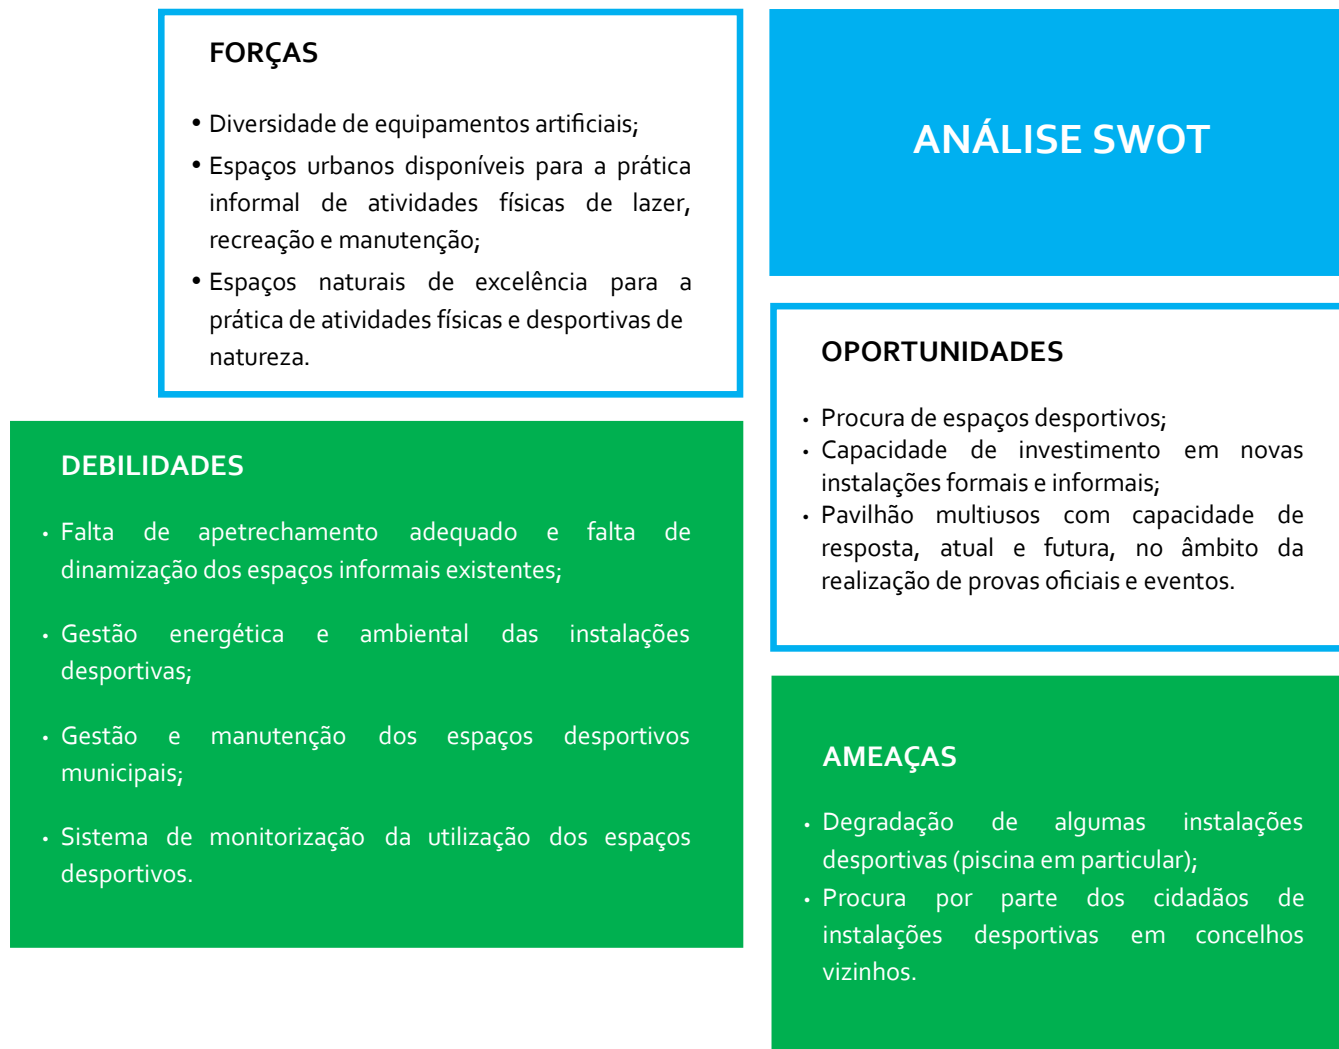 FORÇAS
• Diversidade de equipamentos artificiais;
• Espaços urbanos disponíveis para a prática
informal de atividades físicas de lazer,
recreação e manutenção;
• Espaços naturais de excelência para a
prática de atividades físicas e desportivas de
natureza.
ANÁLISE SWOT
OPORTUNIDADES
• Procura de espaços desportivos;
• Capacidade de investimento em novas
instalações formais e informais;
• Pavilhão multiusos com capacidade de
resposta, atual e futura, no âmbito da
realização de provas oficiais e eventos.
DEBILIDADES
• Falta de apetrechamento adequado e falta de
dinamização dos espaços informais existentes;
• Gestão energética e ambiental das instalações
desportivas;
• Gestão e manutenção dos espaços desportivos
municipais;
• Sistema de monitorização da utilização dos espaços
desportivos.
AMEAÇAS
• Degradação de algumas instalações
desportivas (piscina em particular);
• Procura por parte dos cidadãos de
instalações desportivas em concelhos
vizinhos.